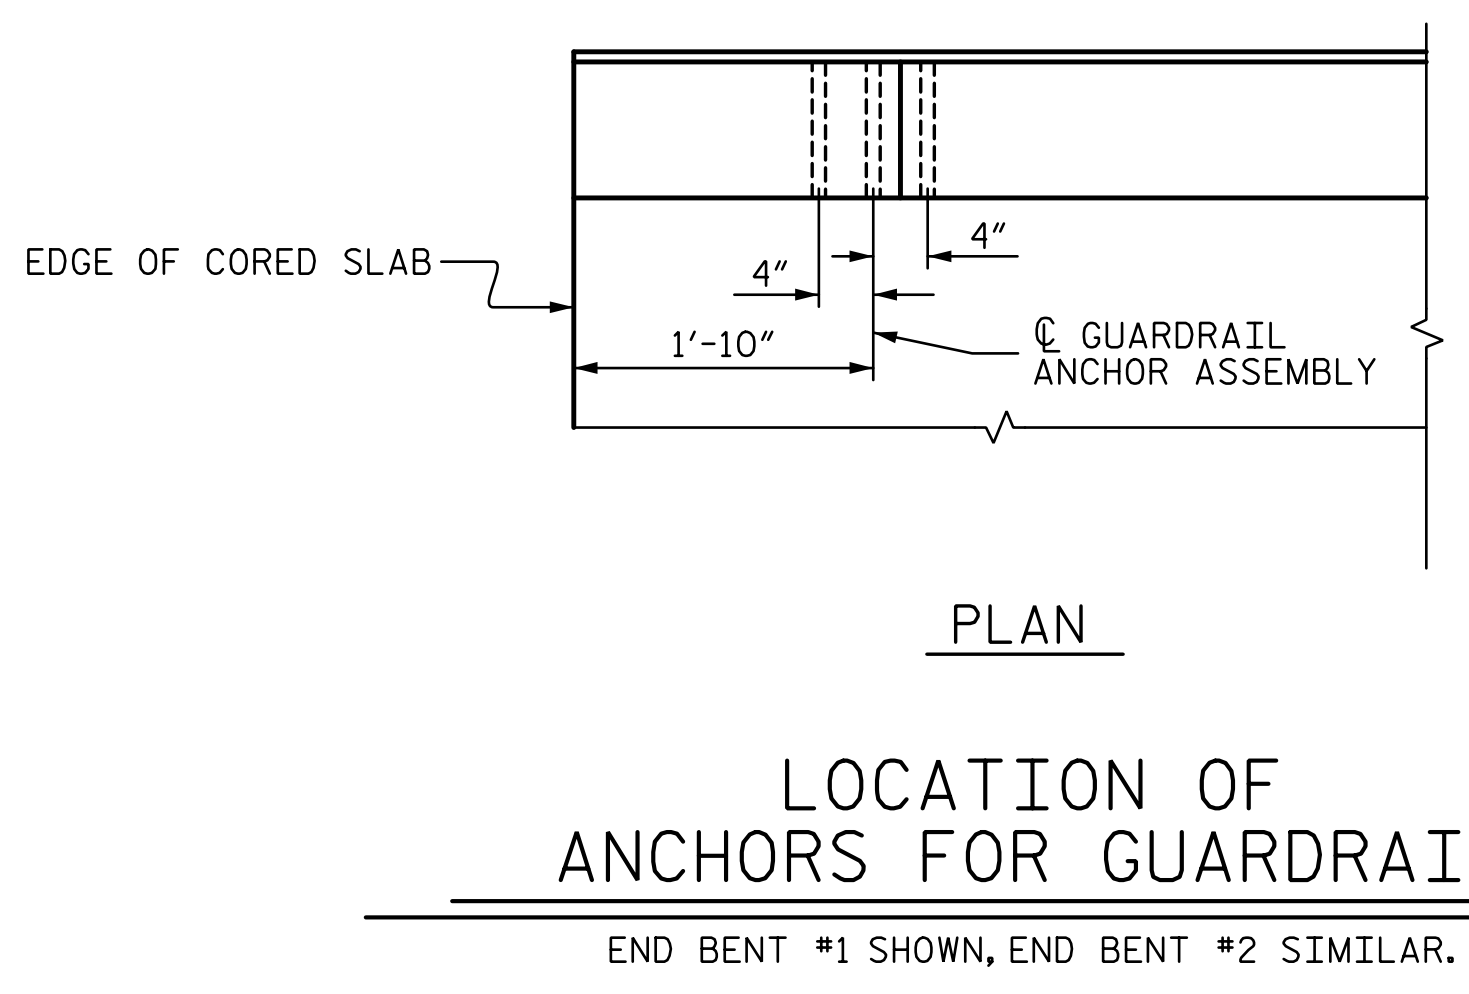 4"
EDGE OF CORED SLAB
4"
1'-10"
℄ GUARDRAIL
ANCHOR ASSEMBLY
PLAN
LOCATION OF
ANCHORS FOR GUARDRAI
END BENT #1 SHOWN, END BENT #2 SIMILAR.